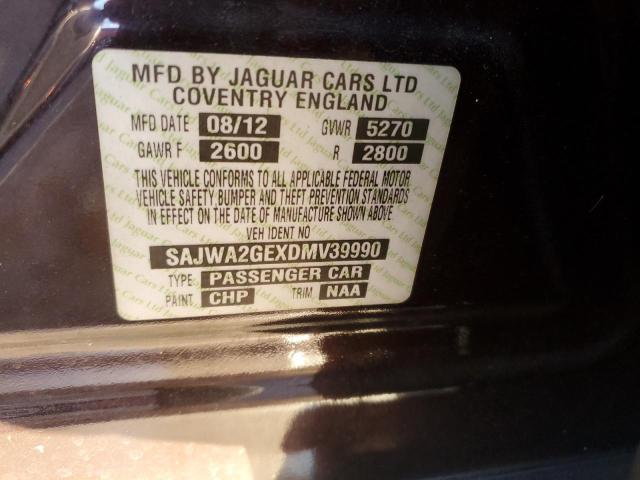 MFD BY JAGUAR CARS LTD
COVENTRY ENGLAND
MFD DATE 08/12 GVWR 5270
GAWR F 2600 R 2800
THIS VEHICLE CONFORMS TO ALL APPLICABLE FEDERAL MOTOR
VEHICLE SAFETY BUMPER AND THEFT PREVENTION STANDARDS
IN EFFECT ON THE DATE OF MANUFACTURE SHOWN ABOVE
VEH IDENT NO
SAJWA2GEXDMV39990
TYPE: PASSENGER CAR
PAINT: CHP TRIM: NAA